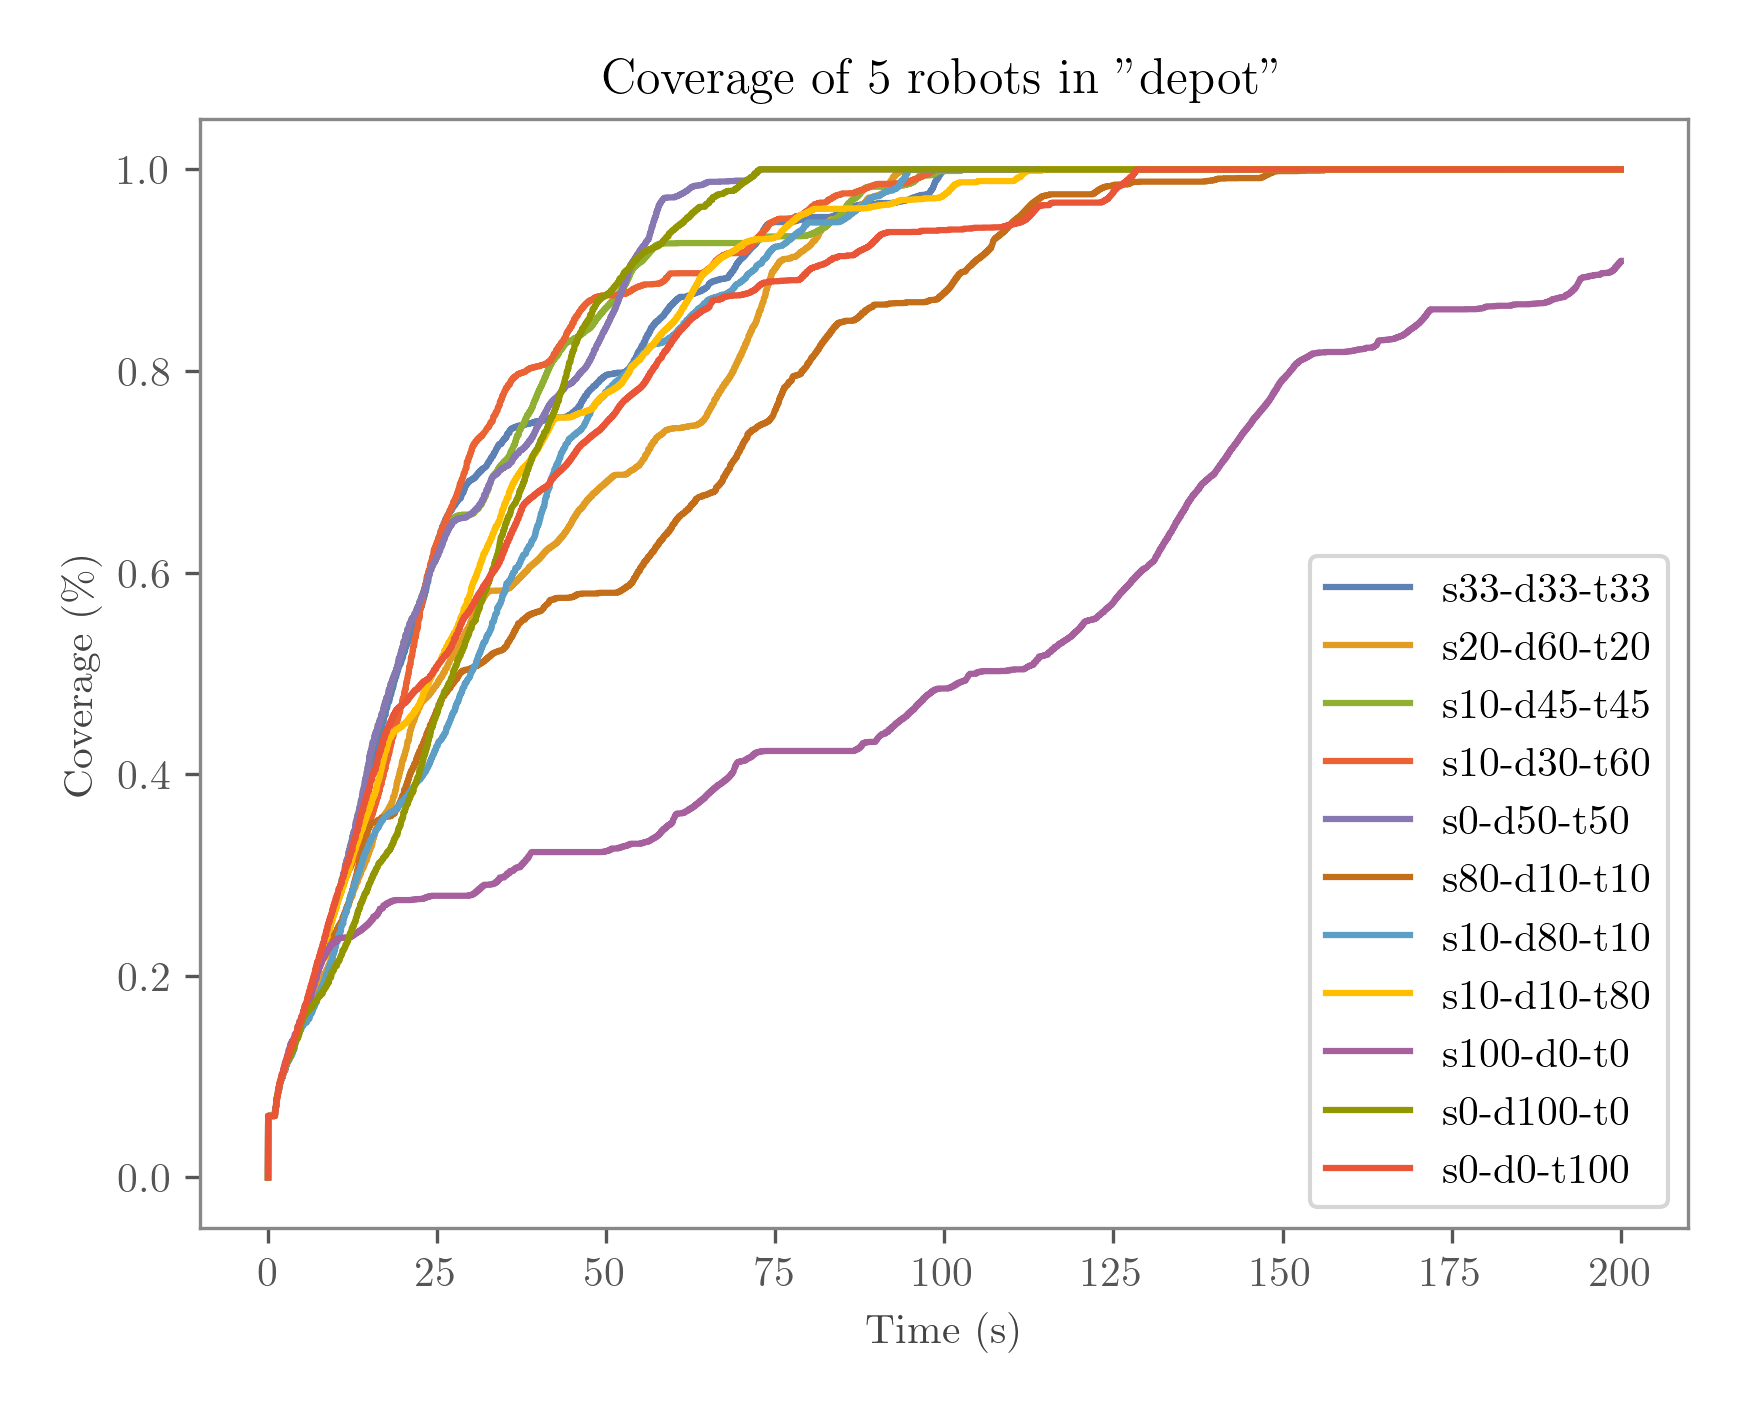 Coverage of 5 robots in ”depot”
Coverage (%)
1.0
0.8
0.6
0.4
0.2
0.0
s33-d33-t33
s20-d60-t20
s10-d45-t45
s10-d30-t60
s0-d50-t50
s80-d10-t10
s10-d80-t10
s10-d10-t80
s100-d0-t0
s0-d100-t0
s0-d0-t100
0 25 50 75 100 125 150 175 200
Time (s)